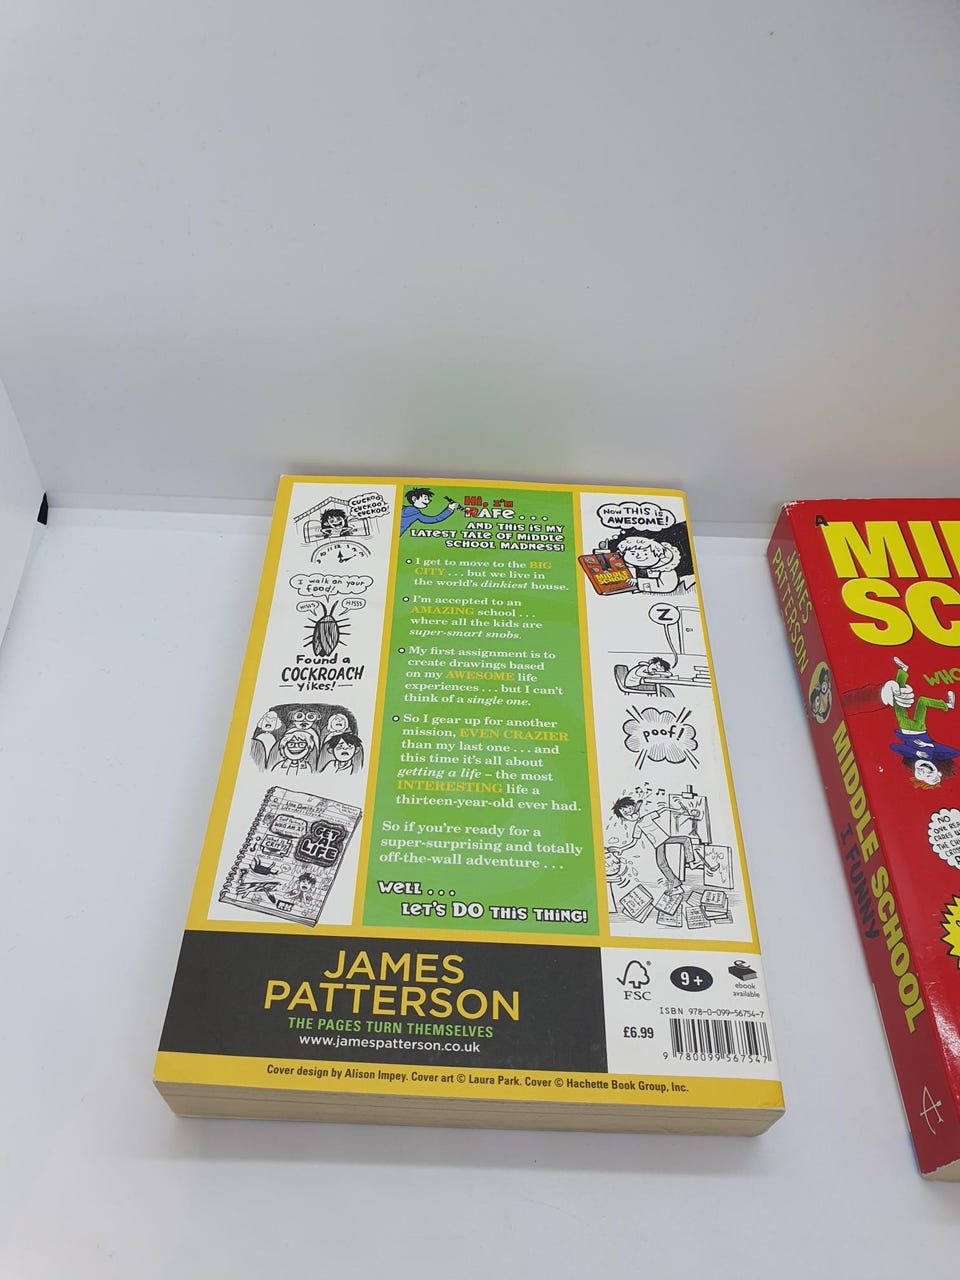 CUCKOO,
CUCKOO,
CUCKOO!
I walk on your
food!
HISS
HISSS
Found a
COCKROACH
—yikes!—
GET
A
LIFE
Hi, I'm
RAFE...
AND THIS IS MY
LATEST TALE OF MIDDLE
SCHOOL MADNESS!
I get to move to the BIG
CITY . . . but we live in
the world's dinkiest house.
I'm accepted to an
AMAZING school . . .
where all the kids are
super-smart snobs.
My first assignment is to
create drawings based
on my AWESOME life
experiences . . . but I can't
think of a single one.
So I gear up for another
mission, EVEN CRAZIER
than my last one . . . and
this time it's all about
getting a life – the most
INTERESTING life a
thirteen-year-old ever had.
So if you're ready for a
super-surprising and totally
off-the-wall adventure . . .
WELL...
LET'S DO THIS THING!
Now THIS is
AWESOME!
MIDDLE
SCHOOL
Z
poof!
JAMES
PATTERSON
THE PAGES TURN THEMSELVES
www.jamespatterson.co.uk
FSC
9+
ebook
available
ISBN 978-0-099-56754-7
£6.99
9 780099 567547
Cover design by Alison Impey. Cover art © Laura Park. Cover © Hachette Book Group, Inc.
JAMES
PATTERSON
MIDDLE SCHOOL
I, FUNNY
A
MI
SC
WHO
NO